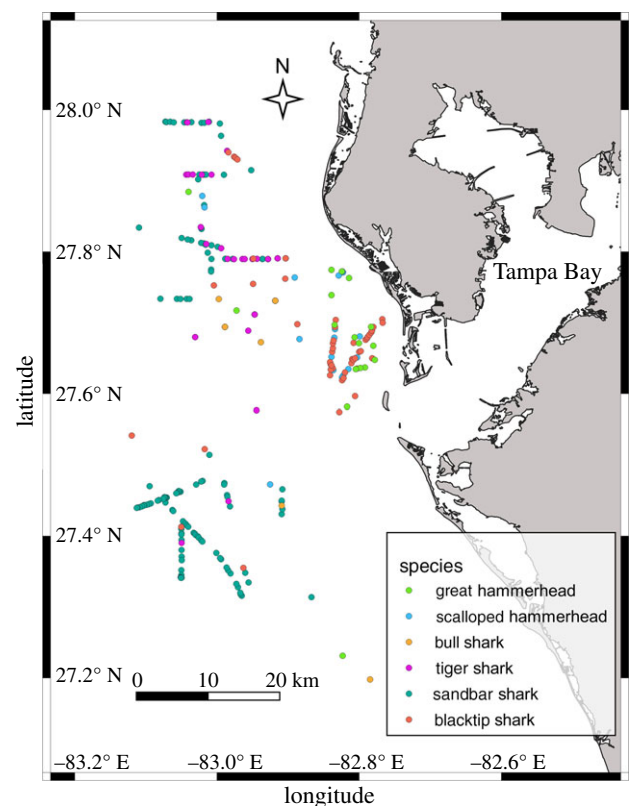 N
28.0° N
27.8° N
Tampa Bay
27.6° N
latitude
27.4° N
species
great hammerhead
scalloped hammerhead
bull shark
tiger shark
sandbar shark
blacktip shark
27.2° N
0 10 20 km
–83.2° E –83.0° E –82.8° E –82.6° E
longitude